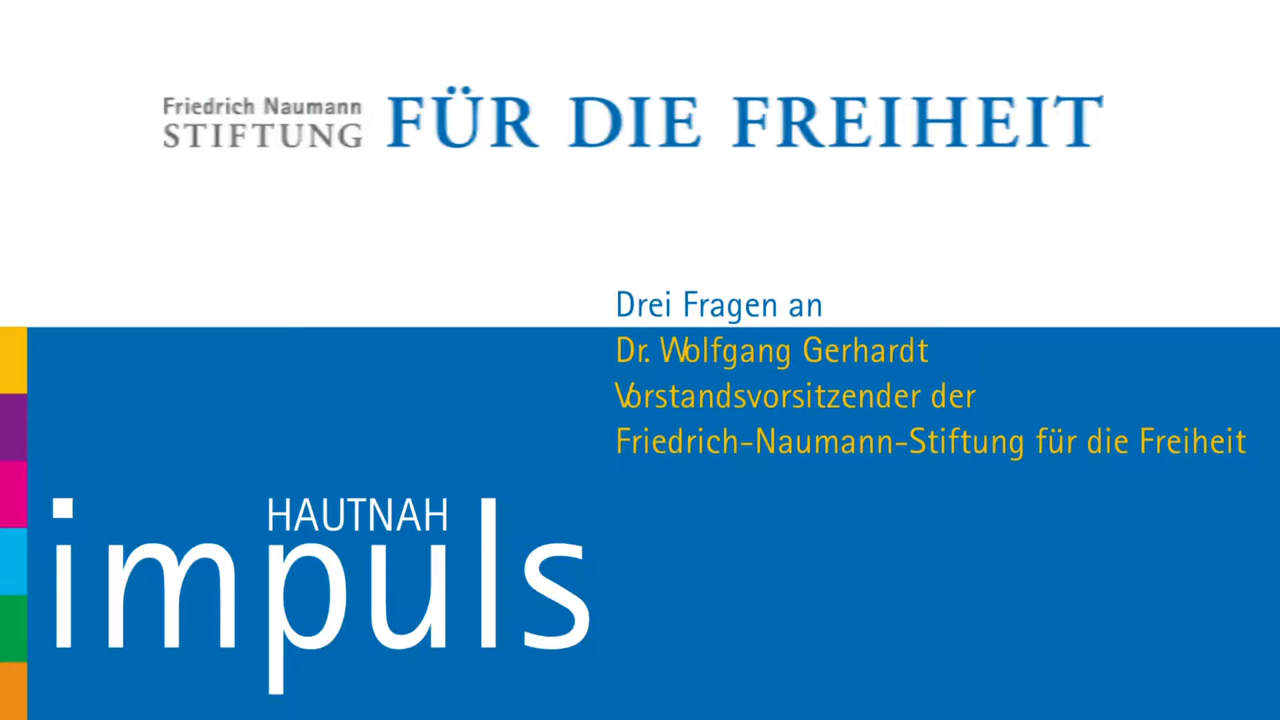 Friedrich Naumann
STIFTUNG FÜR DIE FREIHEIT
Drei Fragen an
Dr. Wolfgang Gerhardt
Vorstandsvorsitzender der
Friedrich-Naumann-Stiftung für die Freiheit
HAUTNAH
impuls